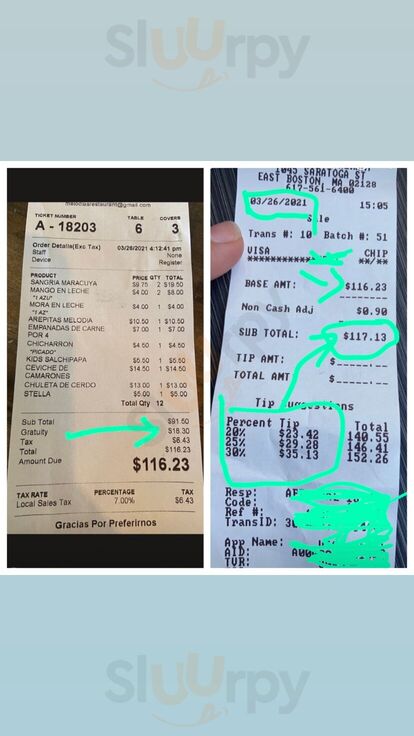 SluUrpy
melodiasrestaurant@gmail.com
TICKET NUMBER TABLE COVERS
A - 18203 6 3
Order Details(Exc Tax) 03/26/2021 4:12:41 pm
Staff None
Device Register
PRODUCT PRICE QTY TOTAL
SANGRIA MARACUYA $9.75 2 $19.50
MANGO EN LECHE $4.00 2 $8.00
"1 AZU"
MORA EN LECHE $4.00 1 $4.00
"1 AZ"
AREPITAS MELODIA $10.50 1 $10.50
EMPANADAS DE CARNE $7.00 1 $7.00
POR 4
CHICHARRON $4.50 1 $4.50
"PICADO"
KIDS SALCHIPAPA $5.50 1 $5.50
CEVICHE DE $14.50 1 $14.50
CAMARONES
CHULETA DE CERDO $13.00 1 $13.00
STELLA $5.00 1 $5.00
Total Qty 12
Sub Total $91.50
Gratuity $18.30
Tax $6.43
Total $116.23
Amount Due $116.23
TAX RATE PERCENTAGE TAX
Local Sales Tax 7.00% $6.43
Gracias Por Preferirnos
1045 SARATOGA ST
EAST BOSTON, MA 02128
617-561-6400
03/26/2021 15:05
Sale
Trans #: 10 Batch #: 51
VISA CHIP
**/**
BASE AMT: $116.23
Non Cash Adj $0.90
SUB TOTAL: $117.13
TIP AMT: $
TOTAL AMT $
Tip Suggestions
Percent Tip Total
20% $23.42 140.55
25% $29.28 146.41
30% $35.13 152.26
Resp:
Code:
Ref #:
TransID:
App Name:
AID:
TVR:
SluUrpy